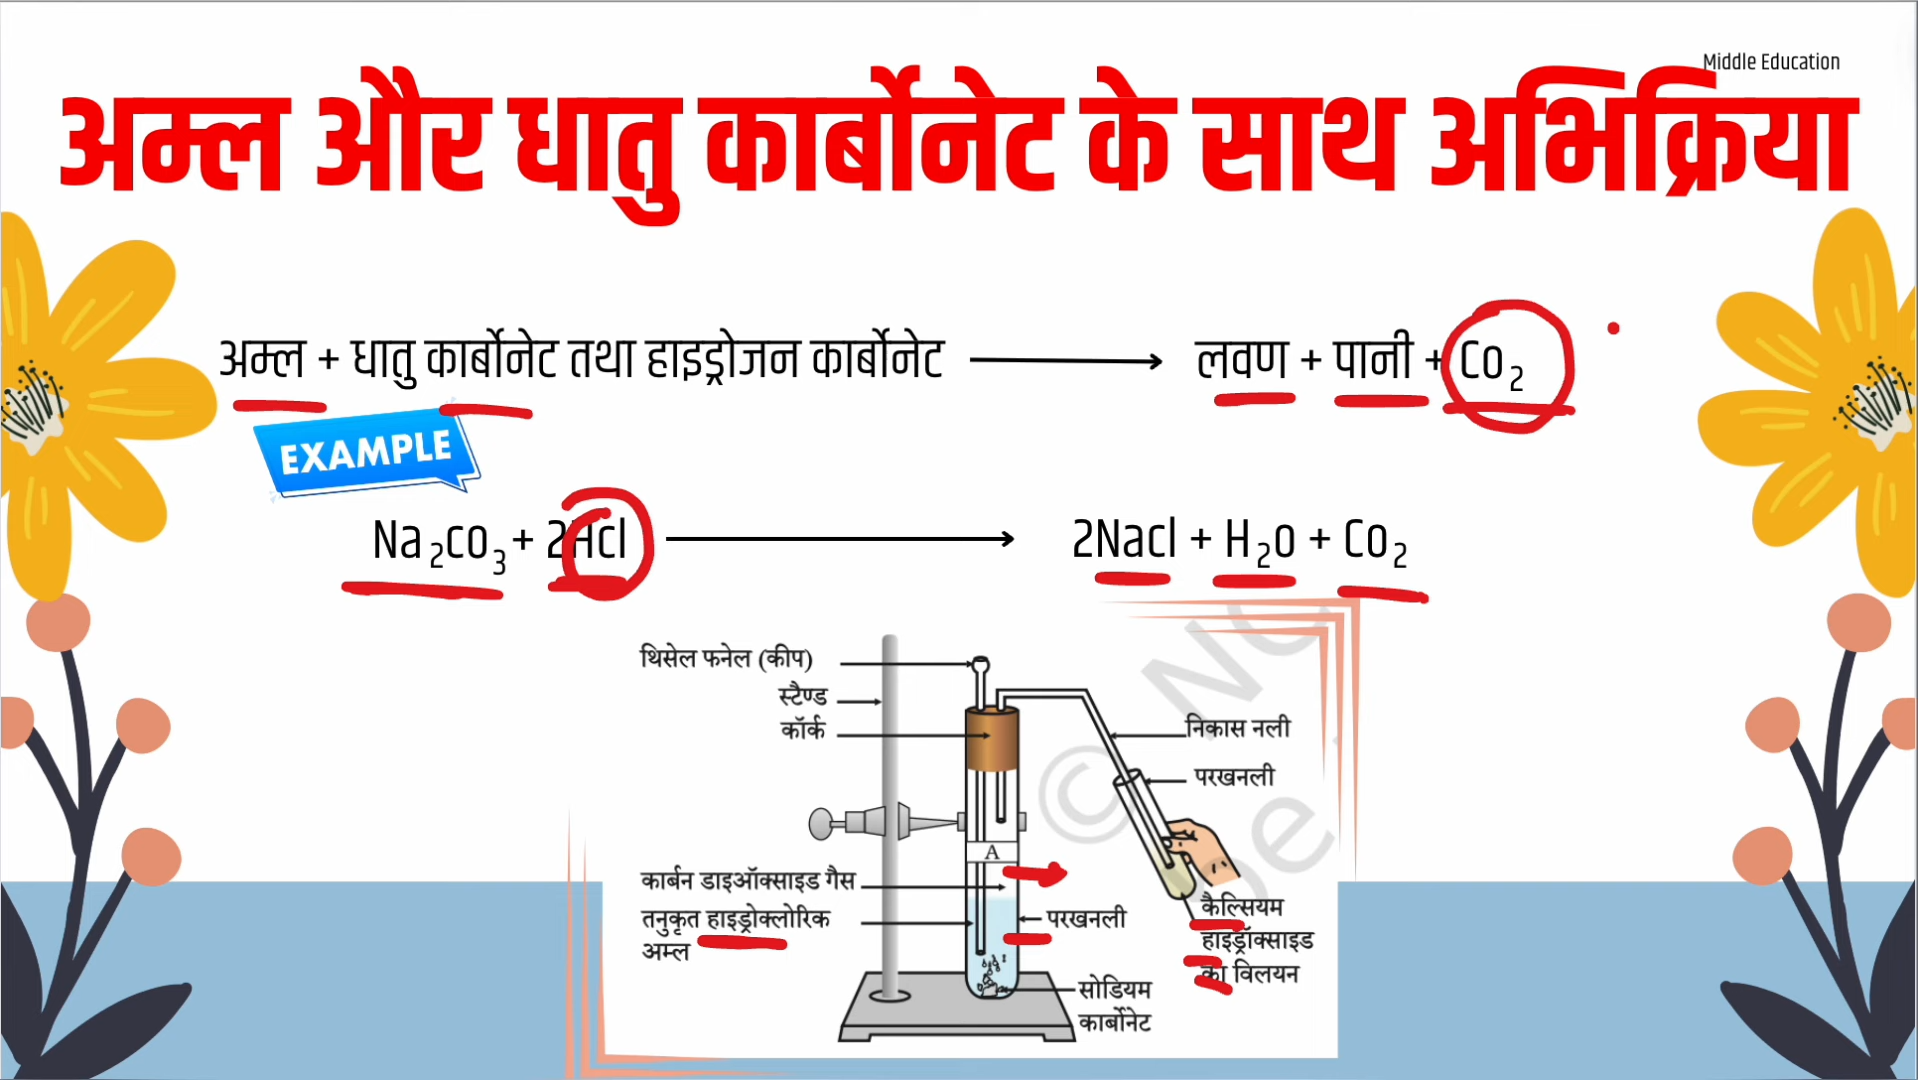 Middle Education
अम्ल और धातु कार्बोनेट के साथ अभिक्रिया
अम्ल + धातु कार्बोनेट तथा हाइड्रोजन कार्बोनेट ⟶ लवण + पानी + Co₂
EXAMPLE
Na₂co₃ + 2Hcl ⟶ 2Nacl + H₂o + Co₂
थिसेल फनेल (कीप)
स्टैण्ड
कॉर्क
निकास नली
परखनली
A
कार्बन डाइऑक्साइड गैस
तनुकृत हाइड्रोक्लोरिक
अम्ल
परखनली
कैल्सियम
हाइड्रॉक्साइड
का विलयन
सोडियम
कार्बोनेट